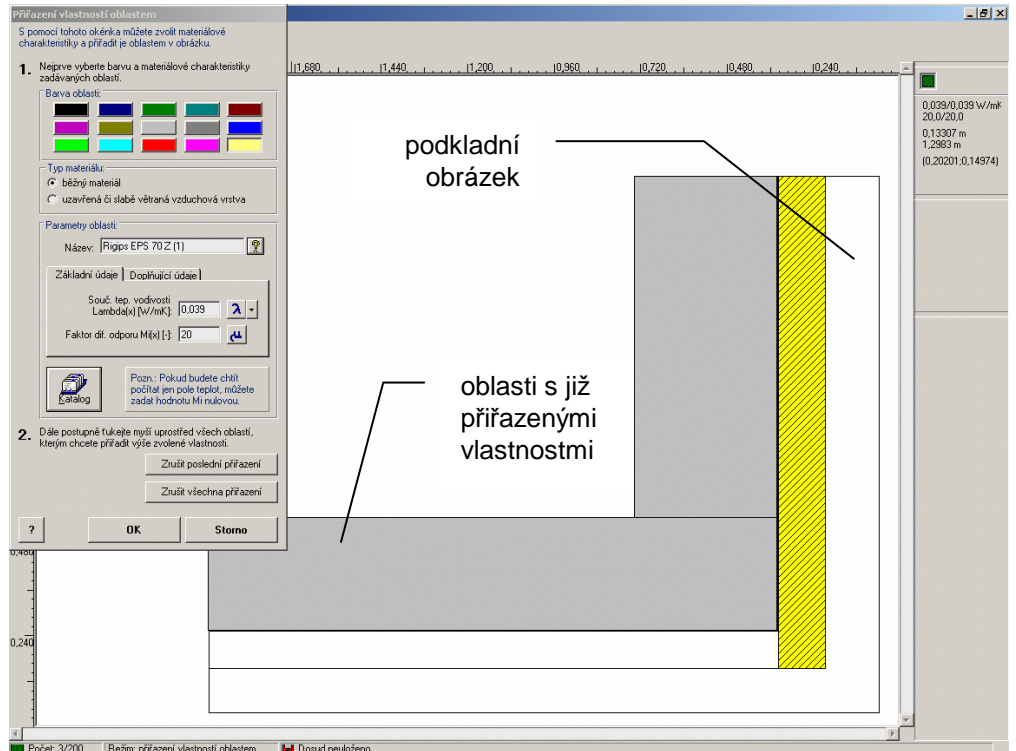 Přiřazení vlastností oblastem
S pomocí tohoto okénka můžete zvolit materiálové
charakteristiky a přiřadit je oblastem v obrázku.
1. Nejprve vyberte barvu a materiálové charakteristiky
zadávaných oblastí.
Barva oblasti:
Typ materiálu:
běžný materiál
uzavřená či slabě větraná vzduchová vrstva
Parametry oblasti:
Název: Rigips EPS 70 Z (1)
Základní údaje Doplňující údaje
Souč. tep. vodivosti
Lambda(x) [W/mK]: 0,039 λ
Faktor dif. odporu Mi(x) [-]: 20 μ
Katalog
Pozn.: Pokud budete chtít
počítat jen pole teplot, můžete
zadat hodnotu Mi nulovou.
2. Dále postupně ťukejte myší uprostřed všech oblastí,
kterým chcete přiřadit výše zvolené vlastnosti.
Zrušit poslední přiřazení
Zrušit všechna přiřazení
? OK Storno
1,680 1,440 1,200 0,960 0,720 0,480 0,240
podkladní
obrázek
oblasti s již
přiřazenými
vlastnostmi
0,480
0,240
0,039/0,039 W/mK
20,0/20,0
0,13307 m
1,2983 m
(0,20201;0,14974)
Počet: 3/200 Režim: přiřazení vlastností oblastem Dosud neuloženo